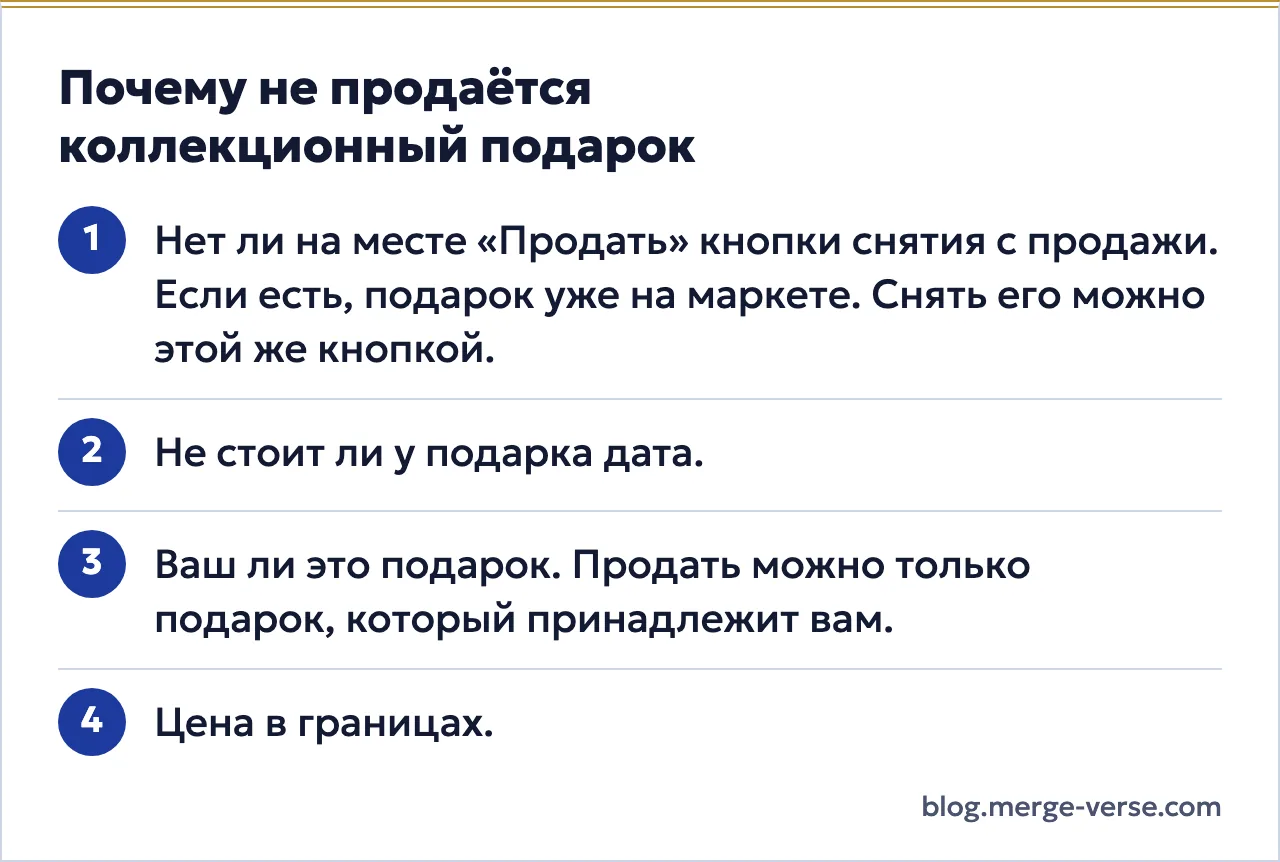 Почему не продаётся
коллекционный подарок
1
Нет ли на месте «Продать» кнопки снятия с продажи.
Если есть, подарок уже на маркете. Снять его можно
этой же кнопкой.
2
Не стоит ли у подарка дата.
3
Ваш ли это подарок. Продать можно только
подарок, который принадлежит вам.
4
Цена в границах.
blog.merge-verse.com